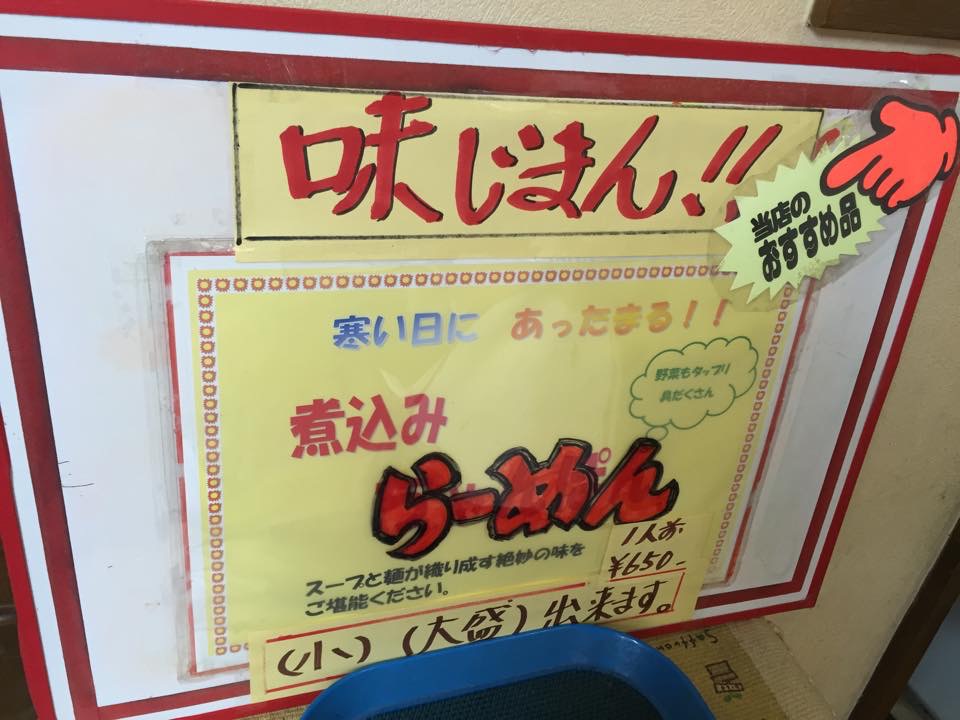 味じまん!!
当店の
おすすめ品
寒い日に あったまる!!
野菜もタップリ
具だくさん
煮込み
らーめん
1人前
¥650-
スープと麺が織り成す絶妙の味を
ご堪能ください。
(小)(大盛)出来ます。